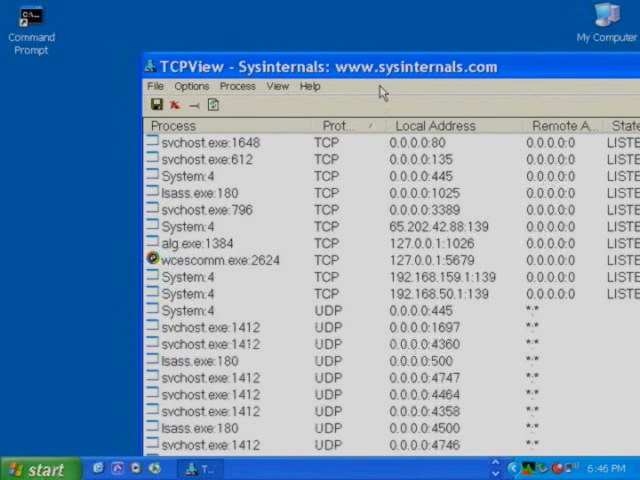 Command
Prompt
My Computer
TCPView - Sysinternals: www.sysinternals.com
File Options Process View Help
Process Prot... / Local Address Remote A... State
svchost.exe:1648 TCP 0.0.0.0:80 0.0.0.0:0 LISTE
svchost.exe:612 TCP 0.0.0.0:135 0.0.0.0:0 LISTE
System:4 TCP 0.0.0.0:445 0.0.0.0:0 LISTE
lsass.exe:180 TCP 0.0.0.0:1025 0.0.0.0:0 LISTE
svchost.exe:796 TCP 0.0.0.0:3389 0.0.0.0:0 LISTE
System:4 TCP 65.202.42.88:139 0.0.0.0:0 LISTE
alg.exe:1384 TCP 127.0.0.1:1026 0.0.0.0:0 LISTE
wcescomm.exe:2624 TCP 127.0.0.1:5679 0.0.0.0:0 LISTE
System:4 TCP 192.168.159.1:139 0.0.0.0:0 LISTE
System:4 TCP 192.168.50.1:139 0.0.0.0:0 LISTE
System:4 UDP 0.0.0.0:445 *:*
svchost.exe:1412 UDP 0.0.0.0:1697 *:*
svchost.exe:1412 UDP 0.0.0.0:4360 *:*
lsass.exe:180 UDP 0.0.0.0:500 *:*
svchost.exe:1412 UDP 0.0.0.0:4747 *:*
svchost.exe:1412 UDP 0.0.0.0:4464 *:*
svchost.exe:1412 UDP 0.0.0.0:4358 *:*
lsass.exe:180 UDP 0.0.0.0:4500 *:*
svchost.exe:1412 UDP 0.0.0.0:4746 *:*
start T... 6:46 PM